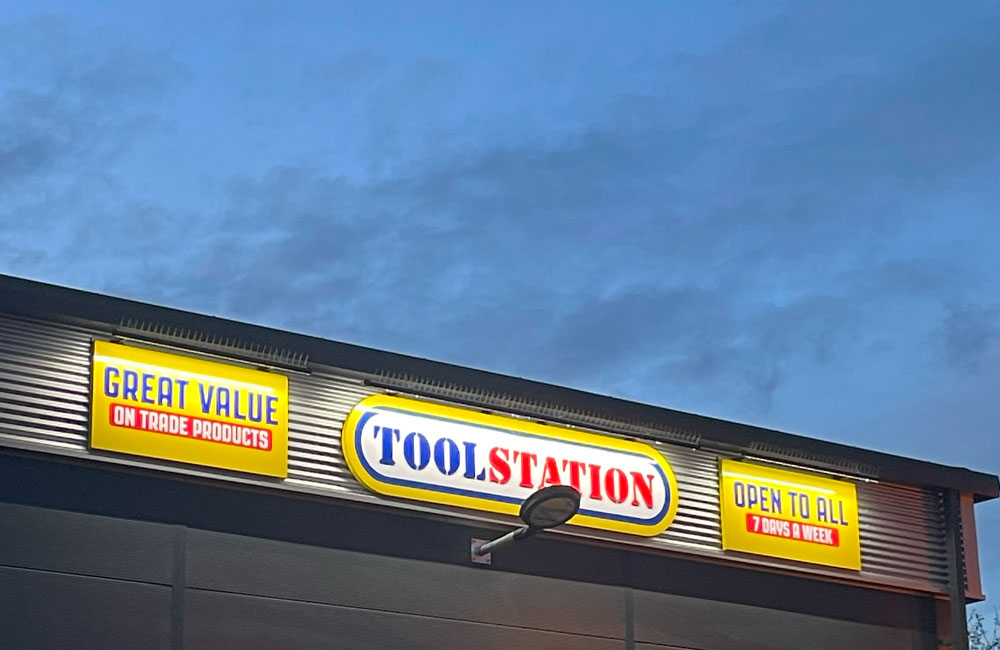 GREAT VALUE
ON TRADE PRODUCTS
TOOLSTATION
OPEN TO ALL
7 DAYS A WEEK